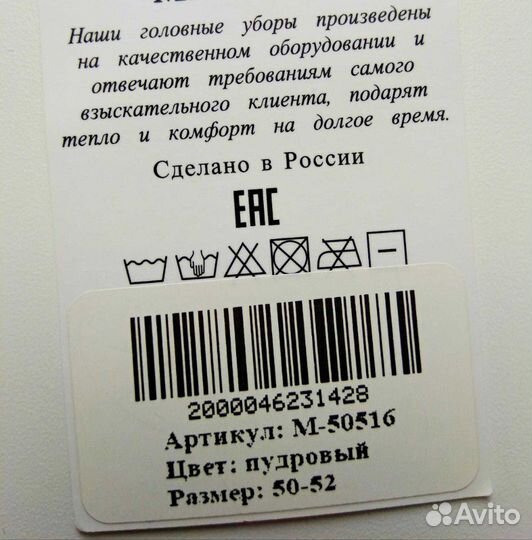 Наши головные уборы произведены
на качественном оборудовании и
отвечают требованиям самого
взыскательного клиента, подарят
тепло и комфорт на долгое время.
Сделано в России
ЕАС
2000046231428
Артикул: М-50516
Цвет: пудровый
Размер: 50-52
Avito